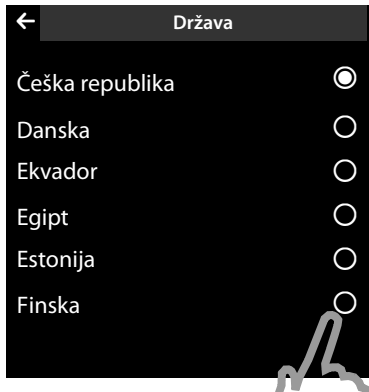 Država
Češka republika
Danska
Ekvador
Egipt
Estonija
Finska